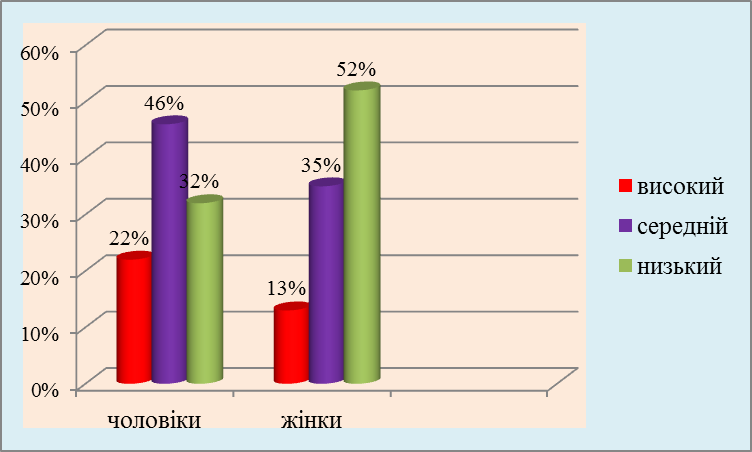 60%
50%
40%
30%
20%
10%
0%
22%
46%
32%
13%
35%
52%
чоловіки
жінки
високий
середній
низький